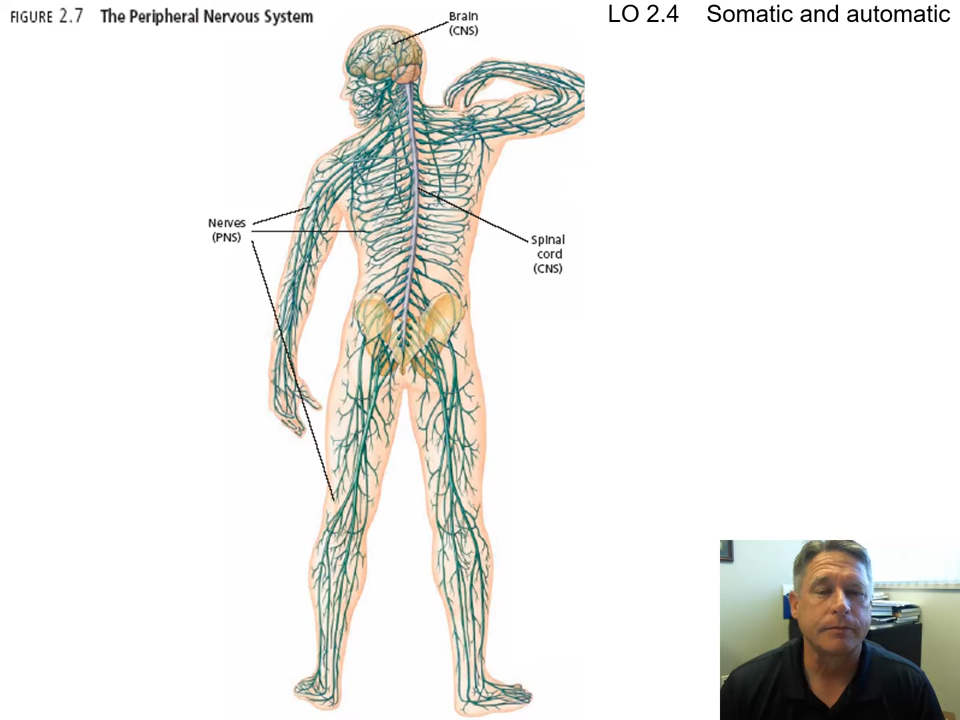 FIGURE 2.7 The Peripheral Nervous System
LO 2.4 Somatic and automatic
Brain
(CNS)
Nerves
(PNS)
Spinal
cord
(CNS)